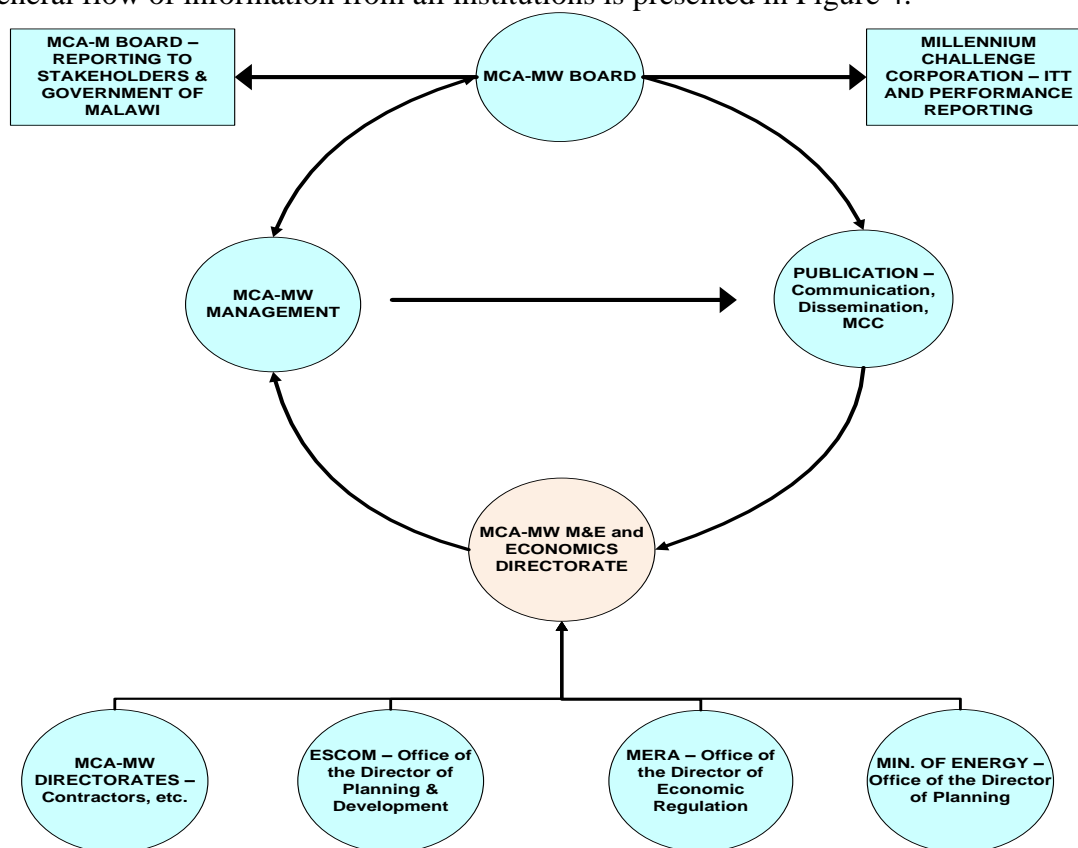 eneral flow of information from all institutions is presented in Figure 4.
MCA-M BOARD –
REPORTING TO
STAKEHOLDERS &
GOVERNMENT OF
MALAWI
MCA-MW BOARD
MILLENNIUM
CHALLENGE
CORPORATION – ITT
AND PERFORMANCE
REPORTING
MCA-MW
MANAGEMENT
PUBLICATION –
Communication,
Dissemination,
MCC
MCA-MW M&E and
ECONOMICS
DIRECTORATE
MCA-MW
DIRECTORATES –
Contractors, etc.
ESCOM – Office of
the Director of
Planning &
Development
MERA – Office of
the Director of
Economic
Regulation
MIN. OF ENERGY –
Office of the Director
of Planning